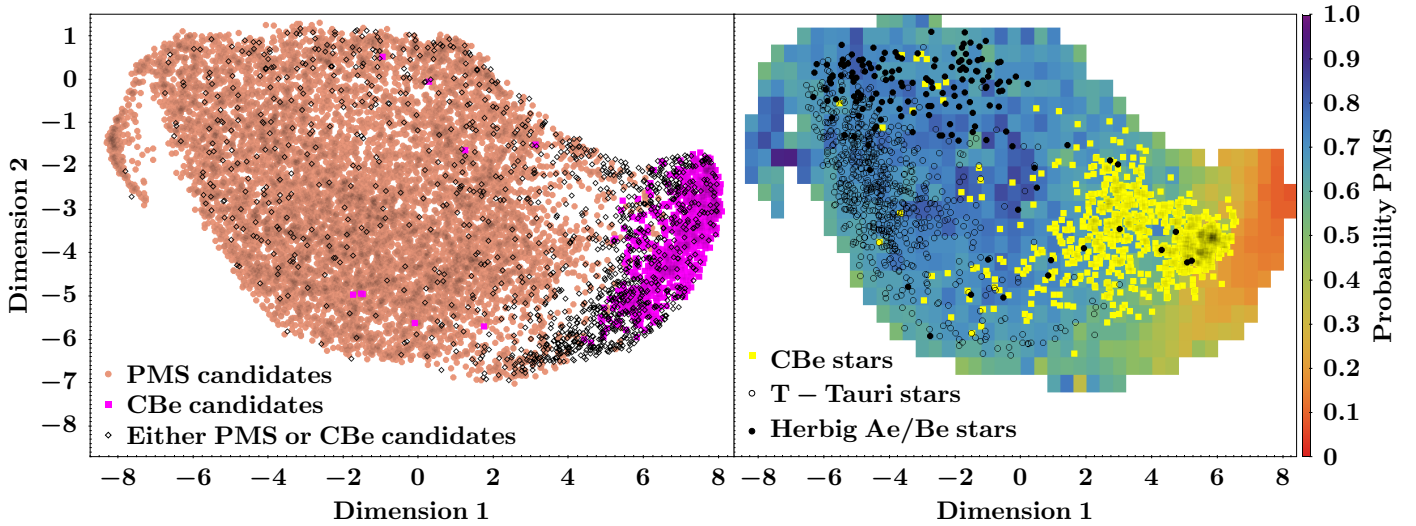 1
0
−1
−2
−3
−4
−5
−6
−7
−8
Dimension 2
PMS candidates
CBe candidates
Either PMS or CBe candidates
−8 −6 −4 −2 0 2 4 6 8
Dimension 1
CBe stars
T − Tauri stars
Herbig Ae/Be stars
−8 −6 −4 −2 0 2 4 6 8
Dimension 1
1.0
0.9
0.8
0.7
0.6
0.5
0.4
0.3
0.2
0.1
0
Probability PMS